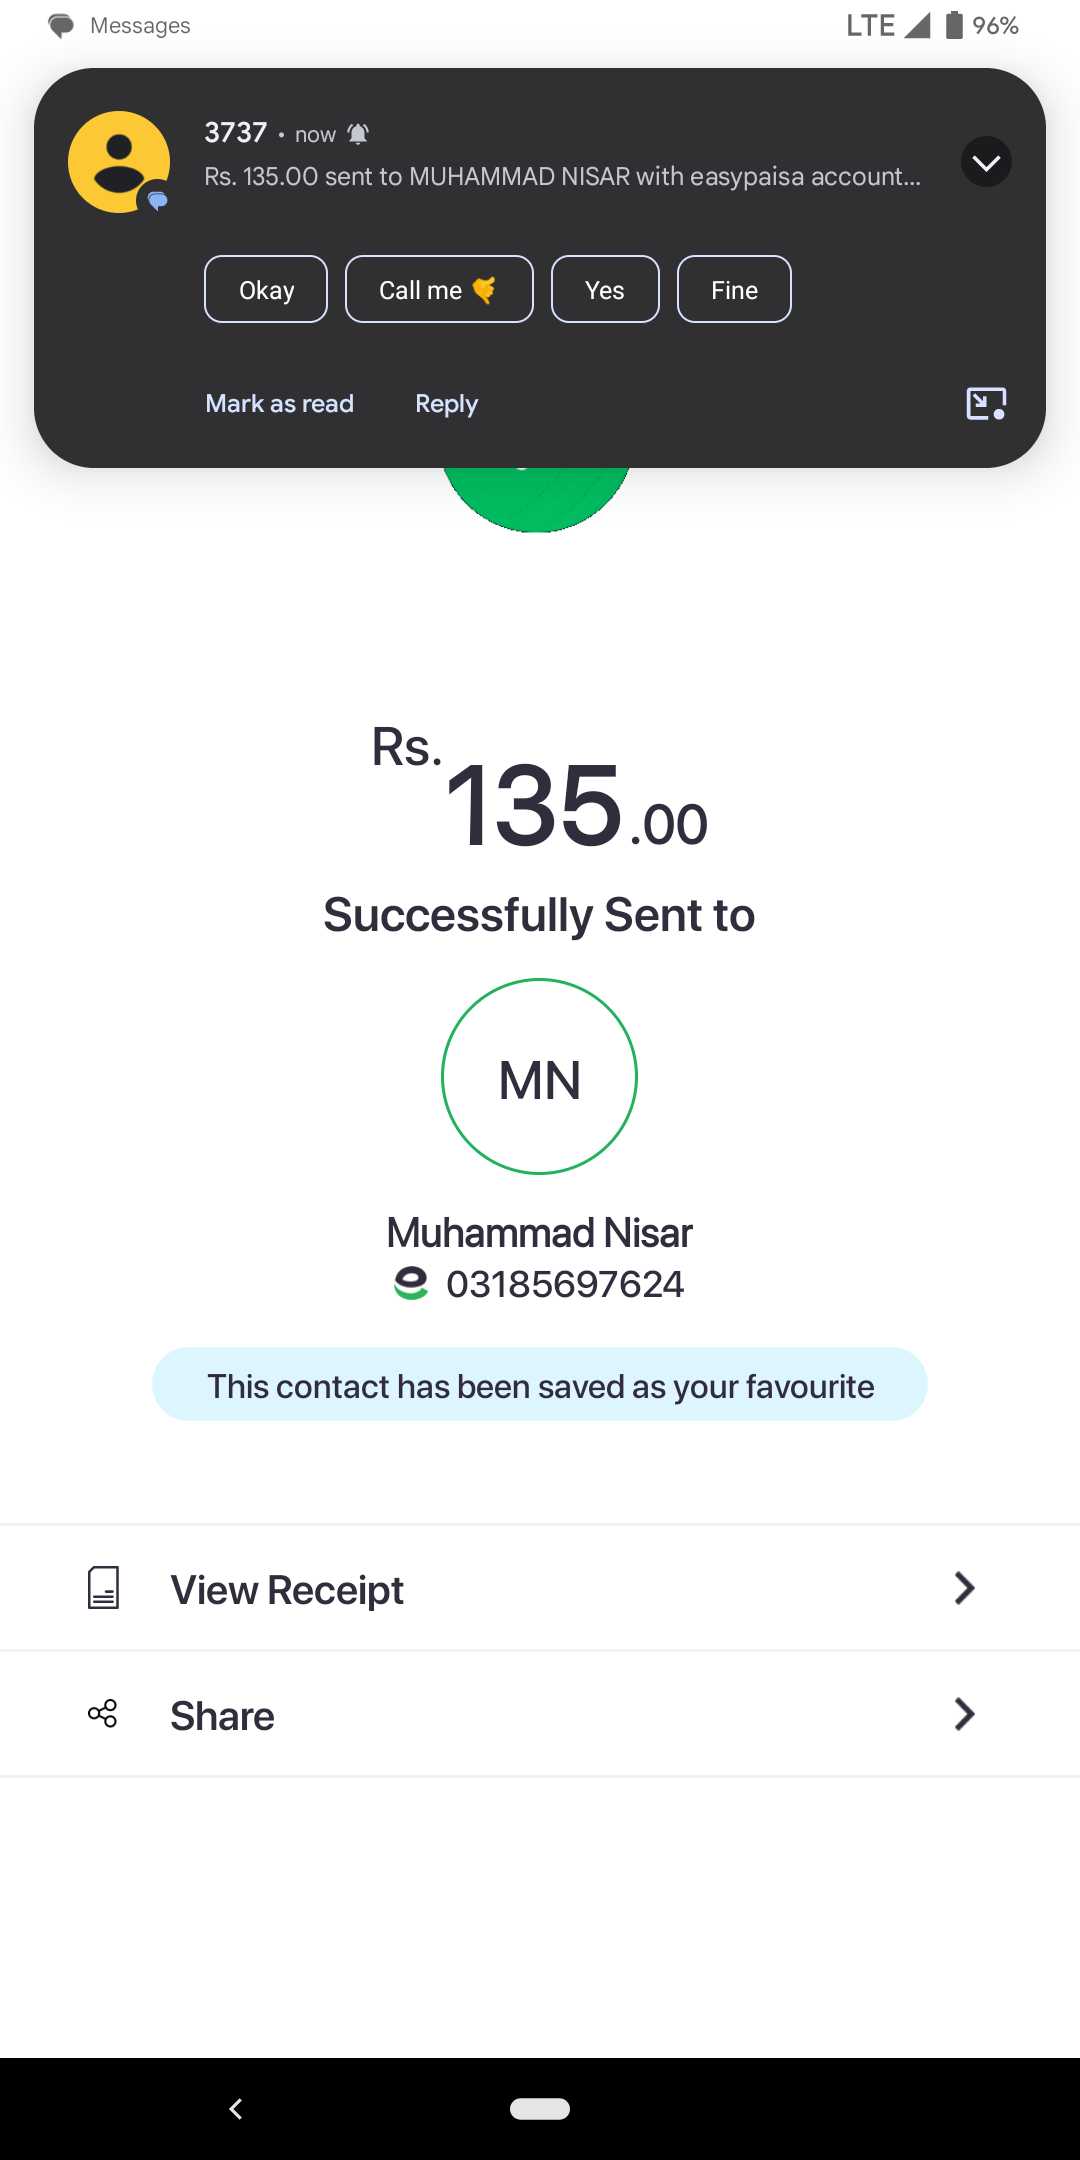 Messages LTE 96%
3737 • now
Rs. 135.00 sent to MUHAMMAD NISAR with easypaisa account...
Okay Call me 🤙 Yes Fine
Mark as read Reply
Rs. 135.00
Successfully Sent to
MN
Muhammad Nisar
03185697624
This contact has been saved as your favourite
View Receipt
Share